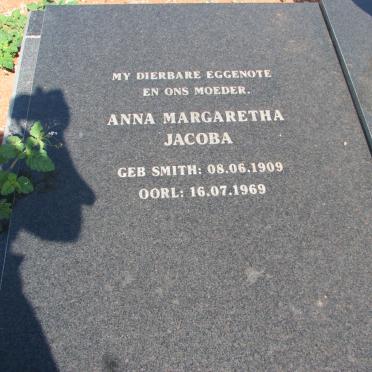 MY DIERBARE EGGENOTE
EN ONS MOEDER.
ANNA MARGARETHA
JACOBA
GEB SMITH: 08.06.1909
OORL: 16.07.1969